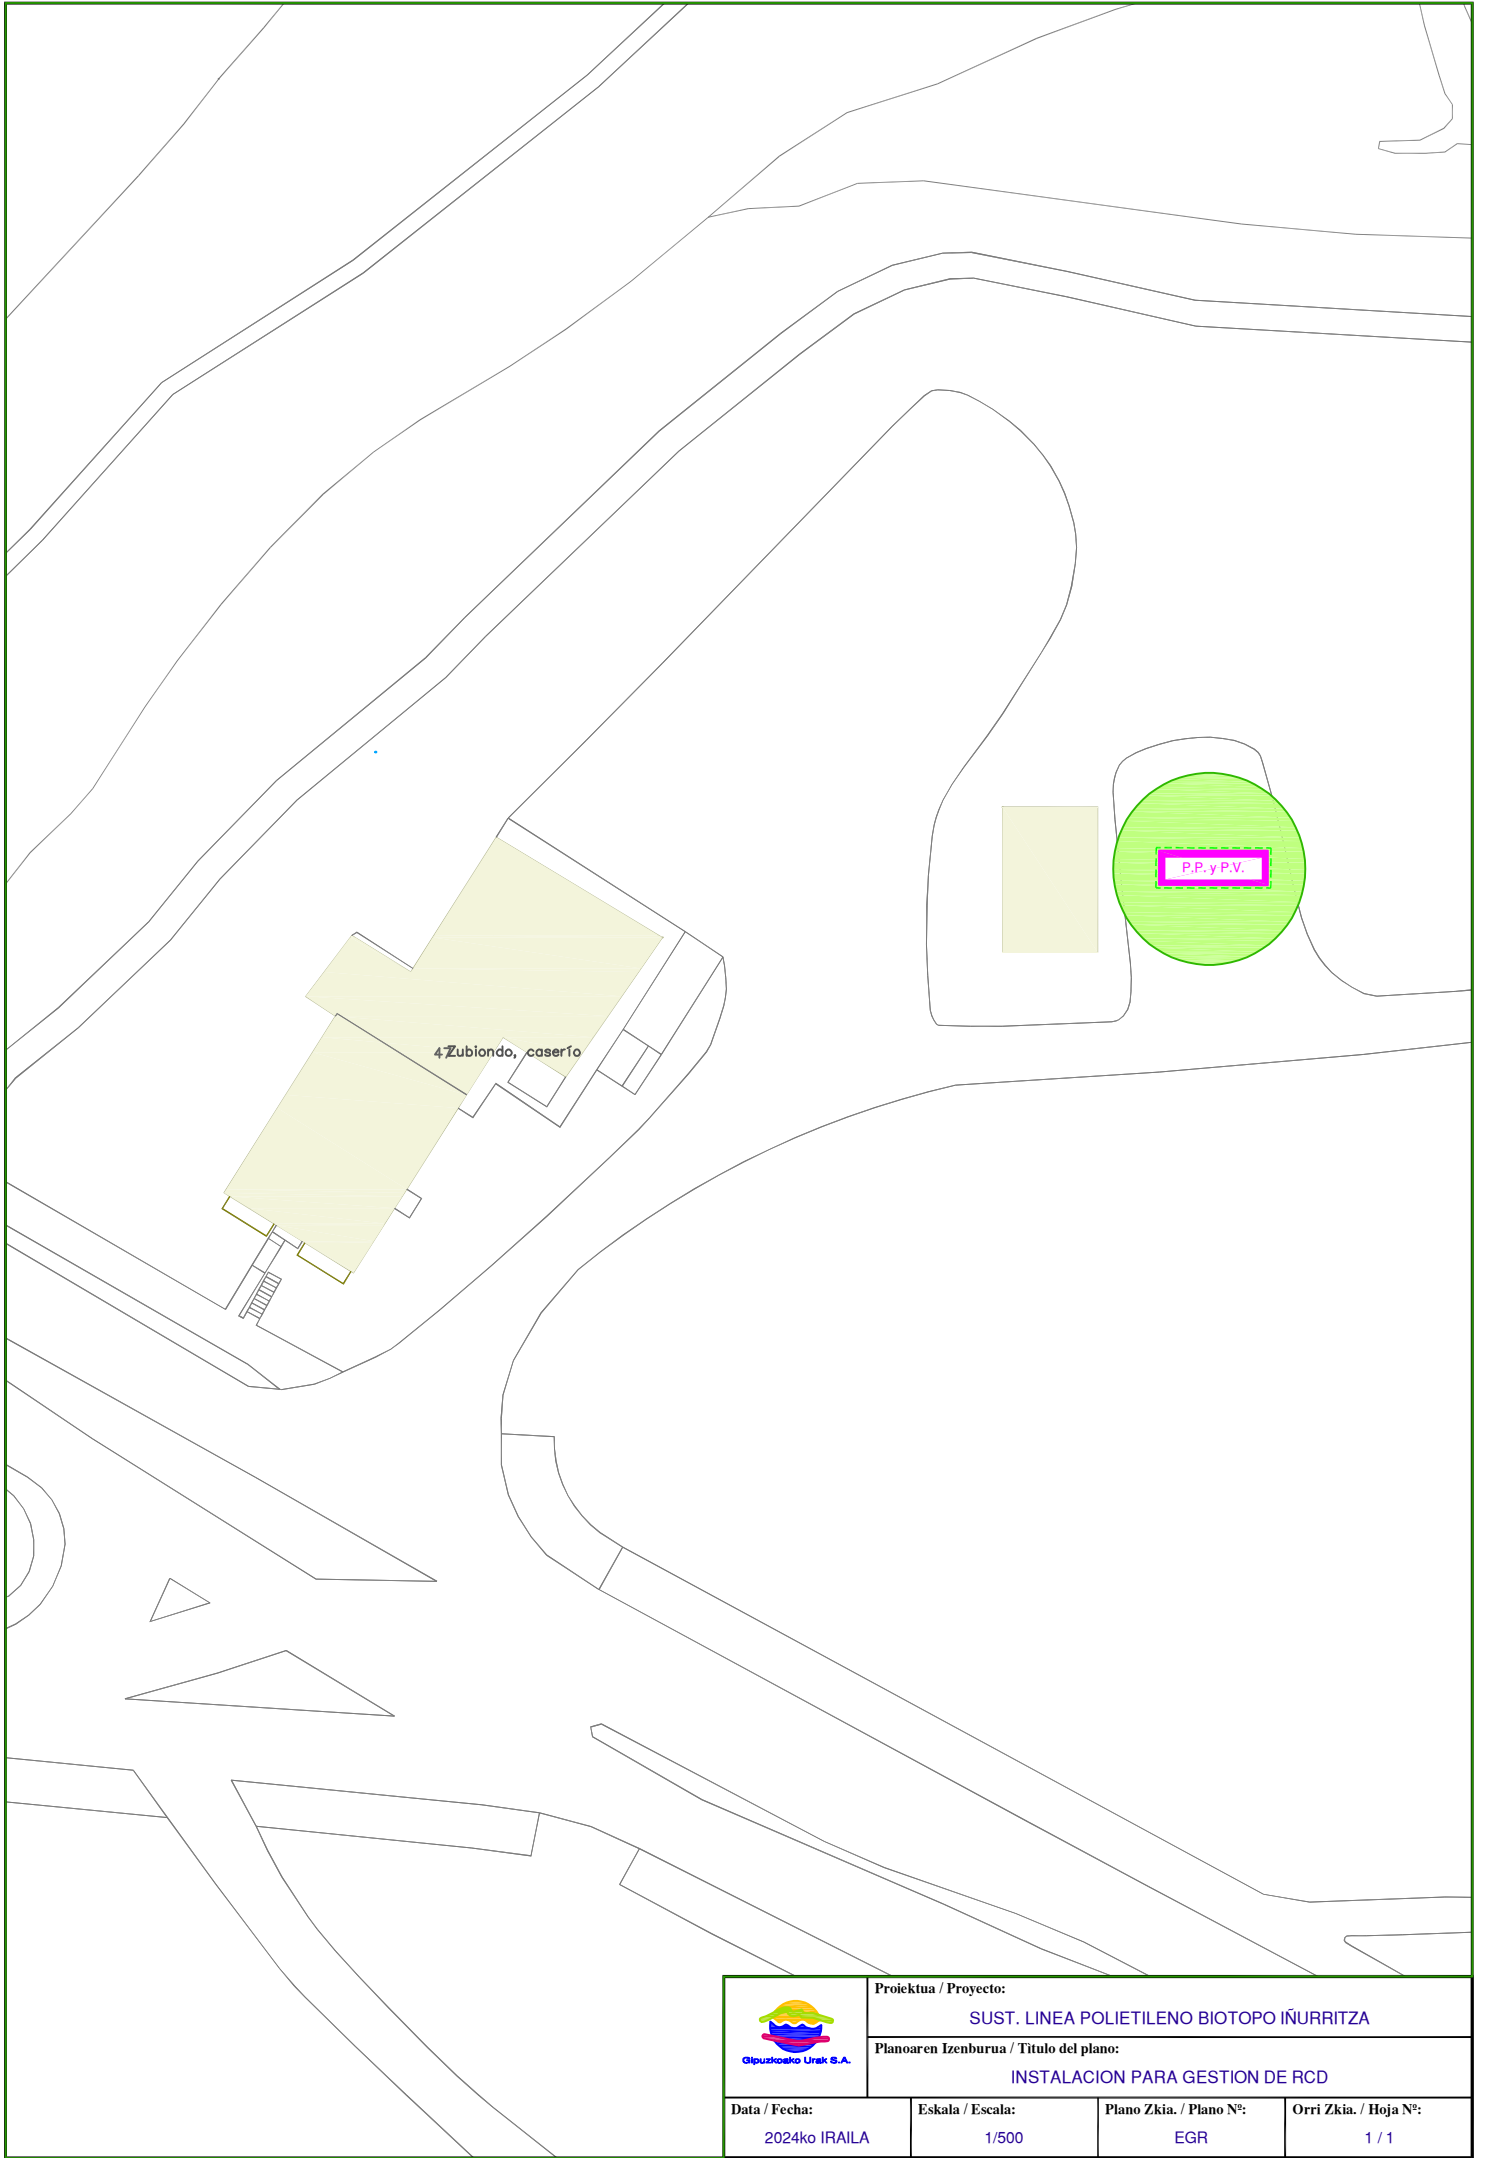 P.P. y P.V.
47
Zubiondo, caserío
Gipuzkoako Urak S.A.
Proiektua / Proyecto:
SUST. LINEA POLIETILENO BIOTOPO IÑURRITZA
Planoaren Izenburua / Título del plano:
INSTALACION PARA GESTION DE RCD
Data / Fecha:
2024ko IRAILA
Eskala / Escala:
1/500
Plano Zkia. / Plano Nº:
EGR
Orri Zkia. / Hoja Nº:
1 / 1